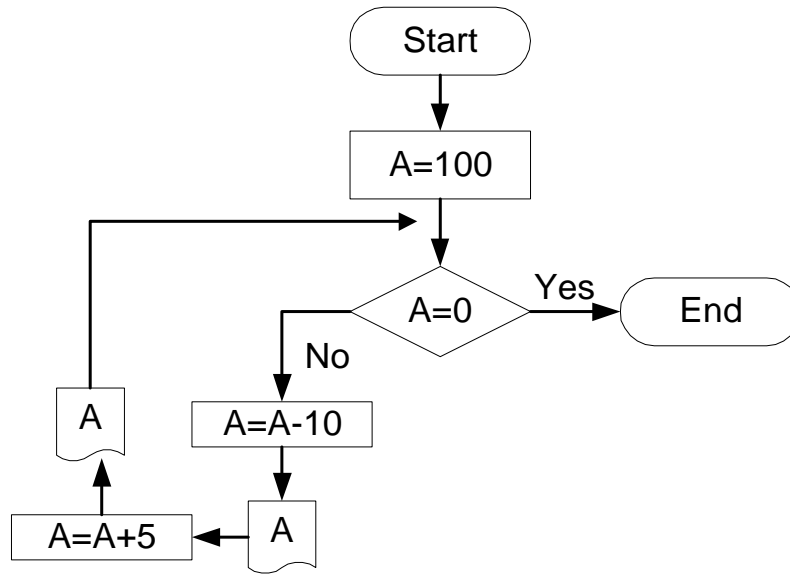 Start
A=100
A=0
Yes
End
No
A=A-10
A
A=A+5
A